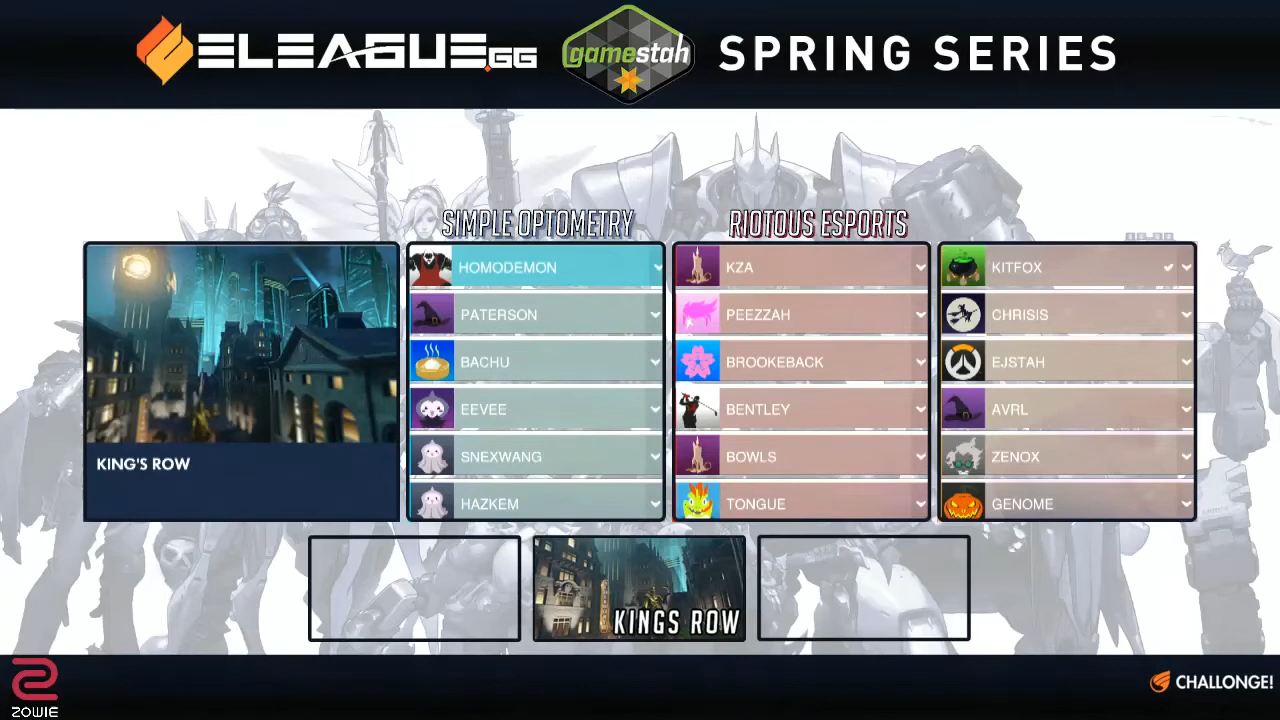 ELEAGUE.GG
gamestah
SPRING SERIES
SIMPLE OPTOMETRY
RIOTOUS ESPORTS
KING'S ROW
HOMODEMON
PATERSON
BACHU
EEVEE
SNEXWANG
HAZKEM
KZA
PEEZZAH
BROOKEBACK
BENTLEY
BOWLS
TONGUE
KITFOX
CHRISIS
EJSTAH
AVRL
ZENOX
GENOME
KINGS ROW
ZOWIE
CHALLONGE!